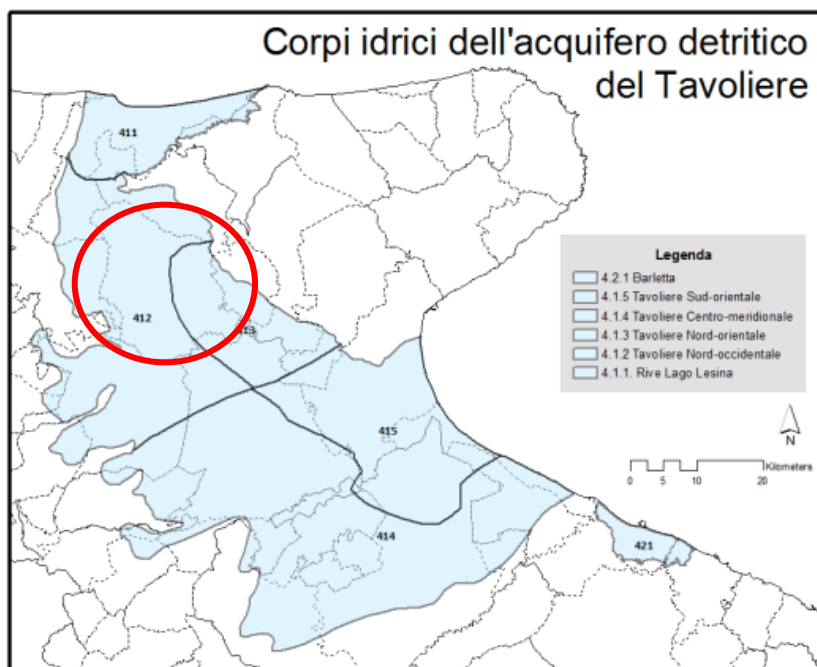 Corpi idrici dell'acquifero detritico
del Tavoliere
411
412
413
415
414
421
Legenda
4.2.1 Barletta
4.1.5 Tavoliere Sud-orientale
4.1.4 Tavoliere Centro-meridionale
4.1.3 Tavoliere Nord-orientale
4.1.2 Tavoliere Nord-occidentale
4.1.1. Rive Lago Lesina
N
Kilometers
0 5 10 20